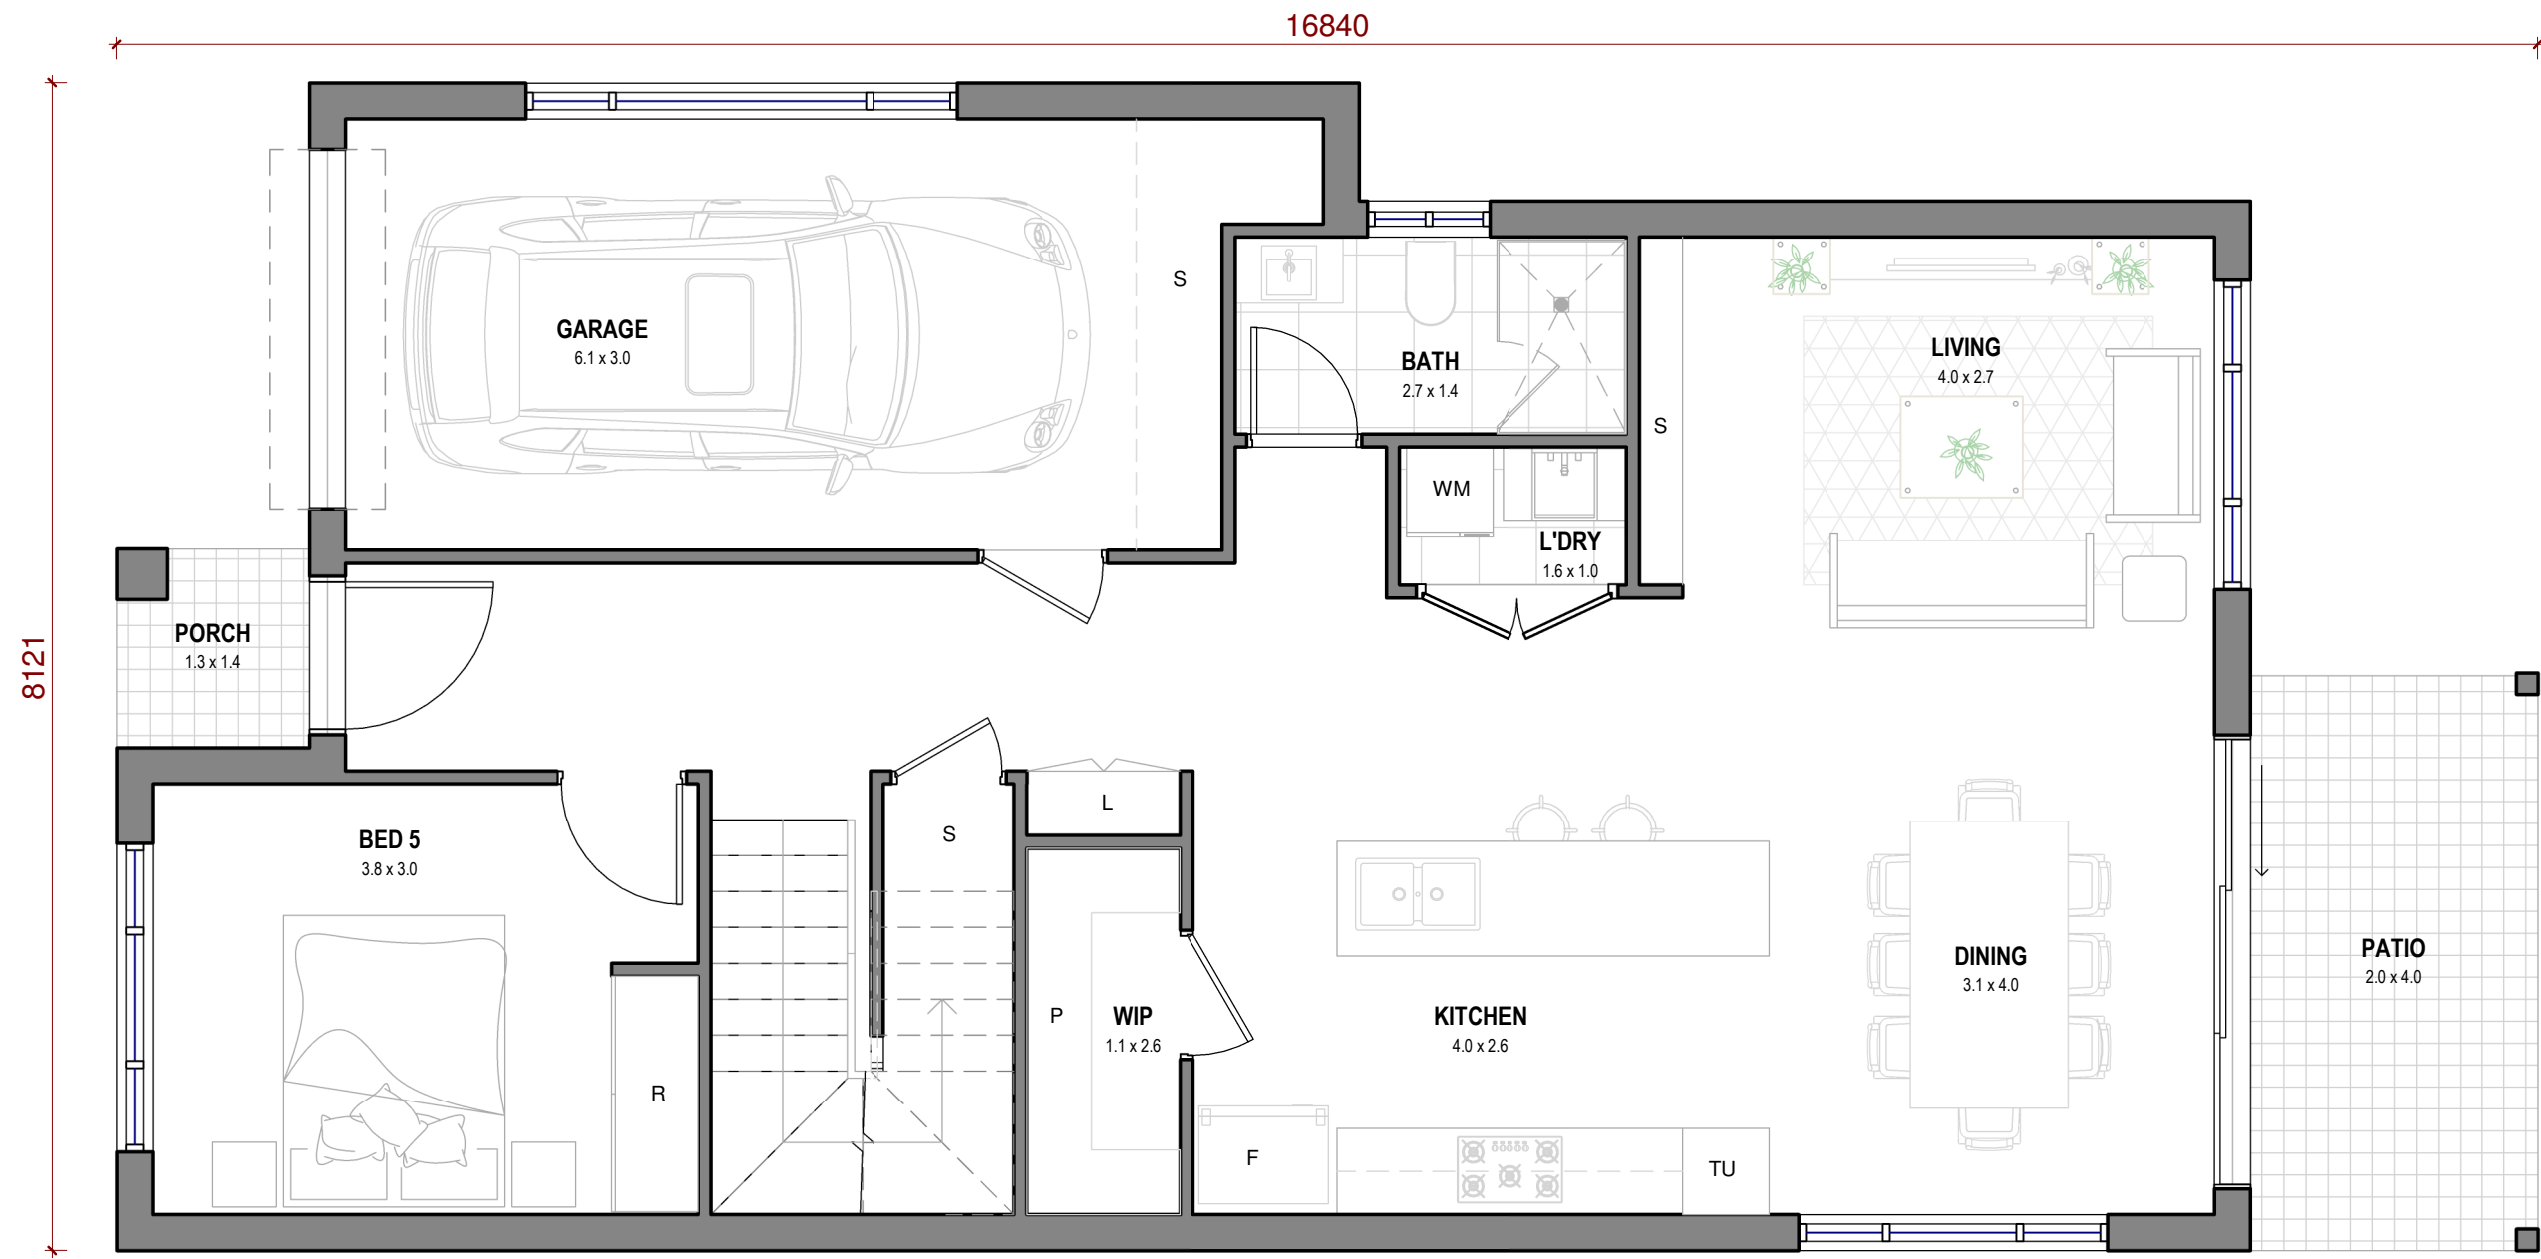 16840
8121
GARAGE
6.1 x 3.0
S
BATH
2.7 x 1.4
LIVING
4.0 x 2.7
S
WM
L'DRY
1.6 x 1.0
PORCH
1.3 x 1.4
BED 5
3.8 x 3.0
S
L
R
P
WIP
1.1 x 2.6
KITCHEN
4.0 x 2.6
DINING
3.1 x 4.0
PATIO
2.0 x 4.0
F
TU